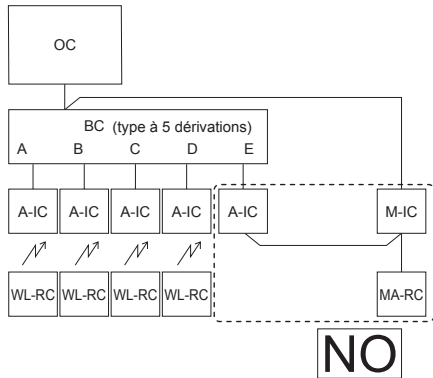 OC
BC (type à 5 dérivations)
A B C D E
A-IC A-IC A-IC A-IC A-IC M-IC
WL-RC WL-RC WL-RC WL-RC MA-RC
NO